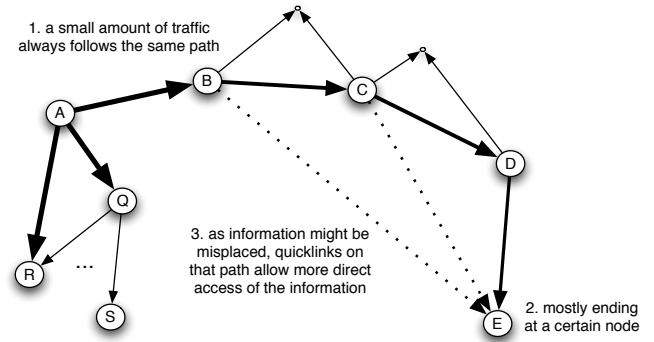 1. a small amount of traffic
always follows the same path
B
C
A
D
Q
3. as information might be
misplaced, quicklinks on
that path allow more direct
access of the information
R
...
S
E
2. mostly ending
at a certain node